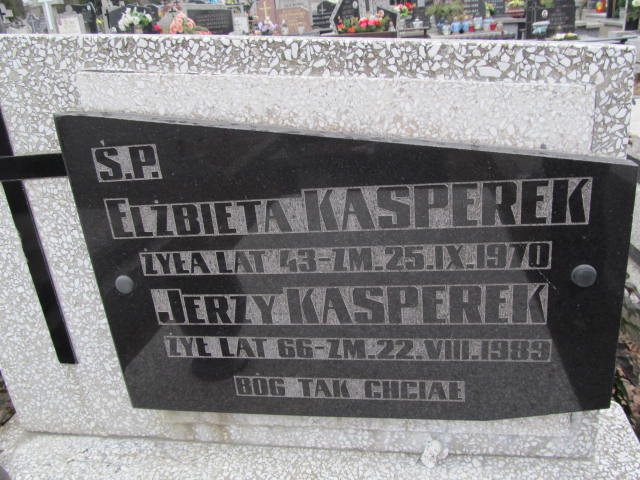 Ś.P.
ELŻBIETA KASPEREK
ŻYŁA LAT 43-ZM.25.IX.1970
JERZY KASPEREK
ŻYŁ LAT 66-ZM.22.VIII.1989
BÓG TAK CHCIAŁ